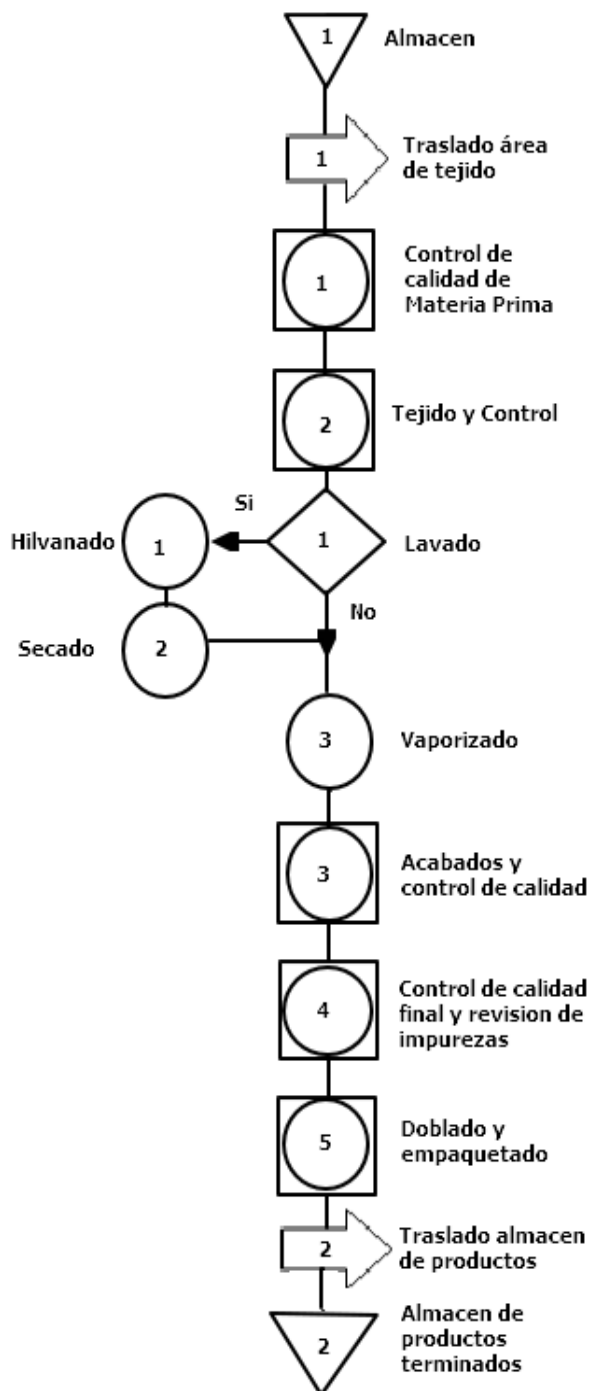 1
Almacen
1
Traslado área
de tejido
1
Control de
calidad de
Materia Prima
2
Tejido y Control
Si
1
Lavado
Hilvanado
1
No
Secado
2
3
Vaporizado
3
Acabados y
control de calidad
4
Control de calidad
final y revision de
impurezas
5
Doblado y
empaquetado
2
Traslado almacen
de productos
2
Almacen de
productos
terminados